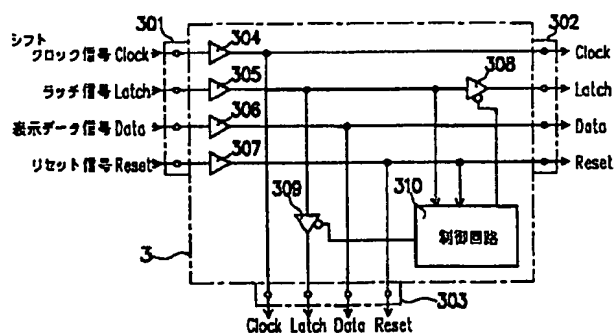 301
302
シフト
クロック信号 Clock
304
Clock
ラッチ信号 Latch
305
308
Latch
表示データ信号 Data
306
Data
リセット信号 Reset
307
Reset
309
310
制御回路
3
303
Clock Latch Data Reset